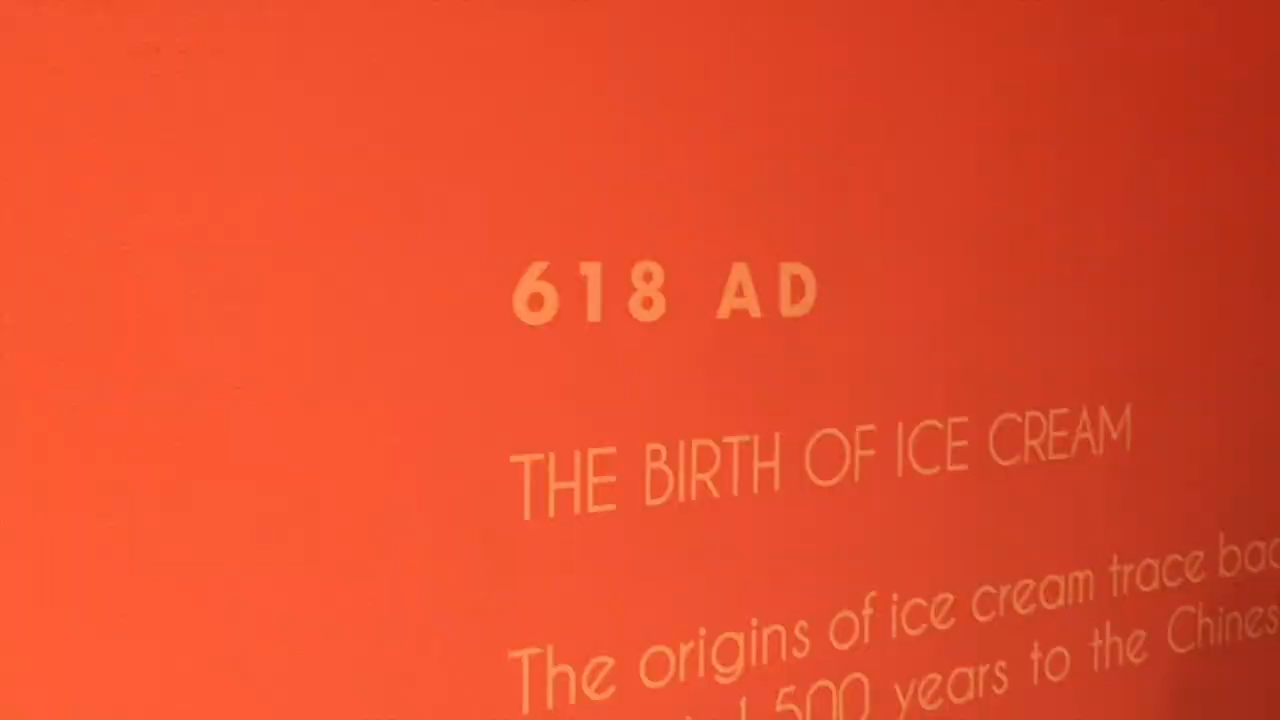 618 AD
THE BIRTH OF ICE CREAM
The origins of ice cream trace
years to the